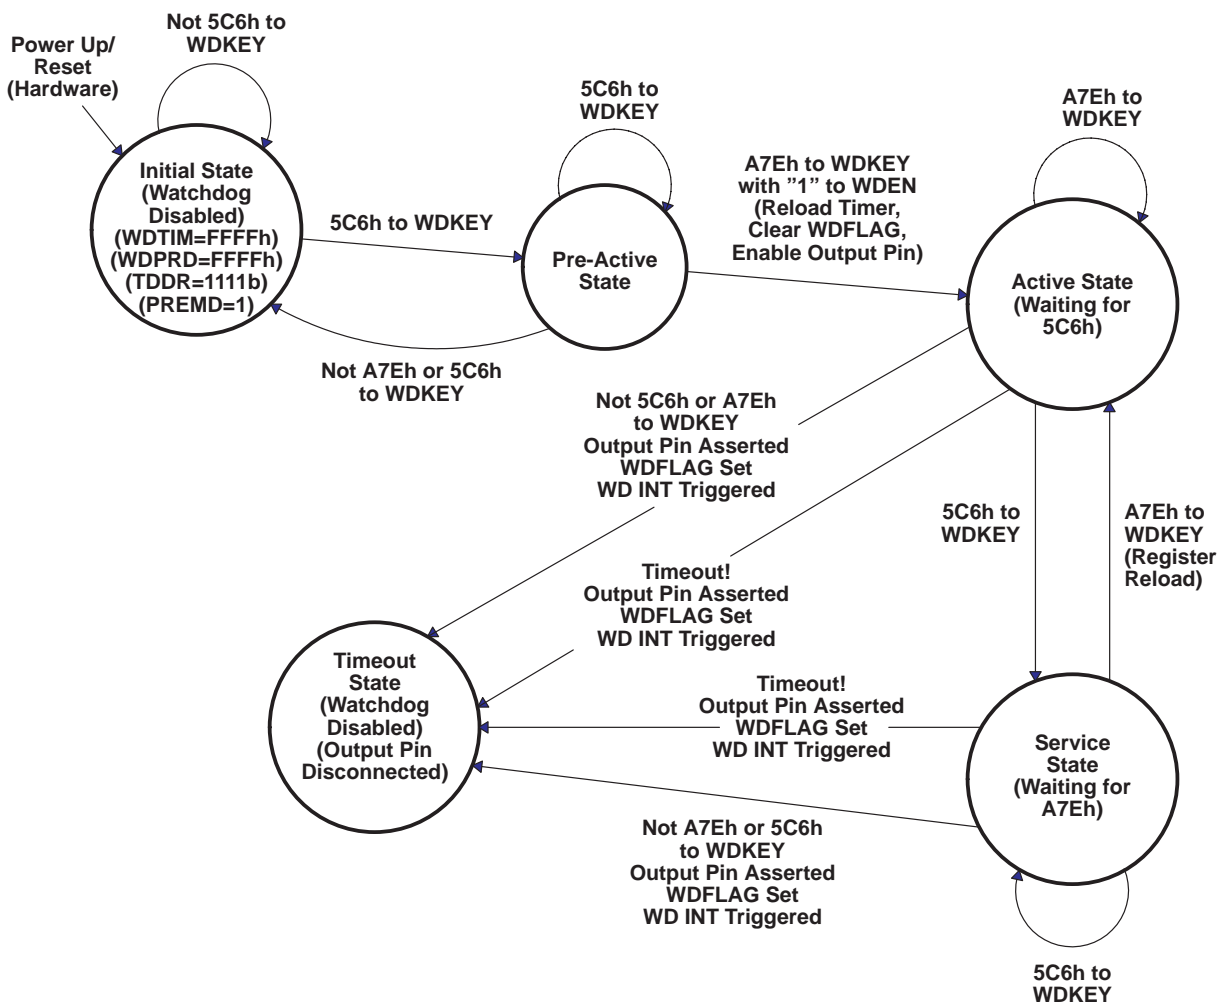 Not 5C6h to
WDKEY
Power Up/
Reset
(Hardware)
5C6h to
WDKEY
A7Eh to
WDKEY
Initial State
(Watchdog
Disabled)
(WDTIM=FFFFh)
(WDPRD=FFFFh)
(TDDR=1111b)
(PREMD=1)
5C6h to WDKEY
Pre-Active
State
A7Eh to WDKEY
with ”1” to WDEN
(Reload Timer,
Clear WDFLAG,
Enable Output Pin)
Active State
(Waiting for
5C6h)
Not A7Eh or 5C6h
to WDKEY
Not 5C6h or A7Eh
to WDKEY
Output Pin Asserted
WDFLAG Set
WD INT Triggered
5C6h to
WDKEY
A7Eh to
WDKEY
(Register
Reload)
Timeout!
Output Pin Asserted
WDFLAG Set
WD INT Triggered
Timeout
State
(Watchdog
Disabled)
(Output Pin
Disconnected)
Timeout!
Output Pin Asserted
WDFLAG Set
WD INT Triggered
Service
State
(Waiting for
A7Eh)
Not A7Eh or 5C6h
to WDKEY
Output Pin Asserted
WDFLAG Set
WD INT Triggered
5C6h to
WDKEY